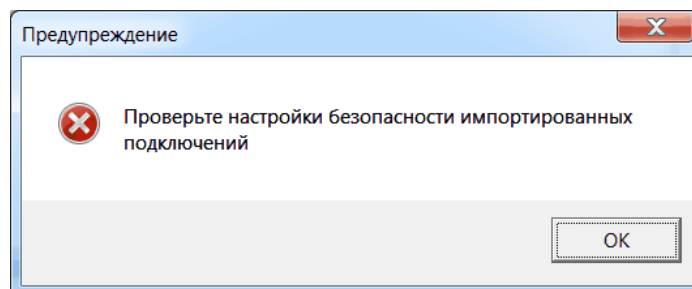 Предупреждение
Проверьте настройки безопасности импортированных
подключений
OK